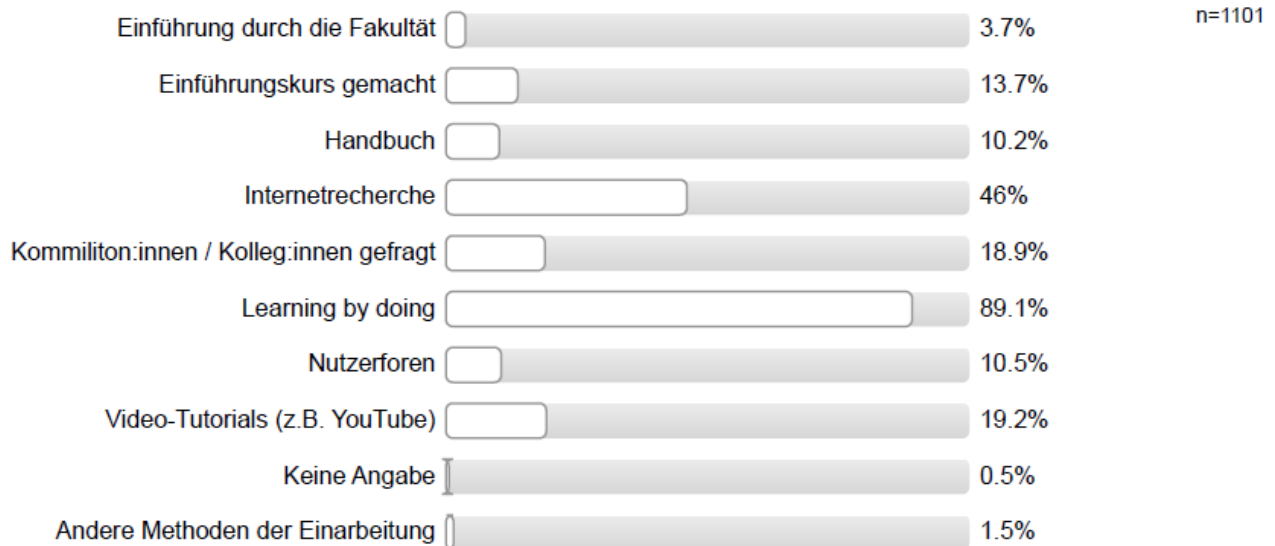 n=1101
Einführung durch die Fakultät 3.7%
Einführungskurs gemacht 13.7%
Handbuch 10.2%
Internetrecherche 46%
Kommiliton:innen / Kolleg:innen gefragt 18.9%
Learning by doing 89.1%
Nutzerforen 10.5%
Video-Tutorials (z.B. YouTube) 19.2%
Keine Angabe 0.5%
Andere Methoden der Einarbeitung 1.5%